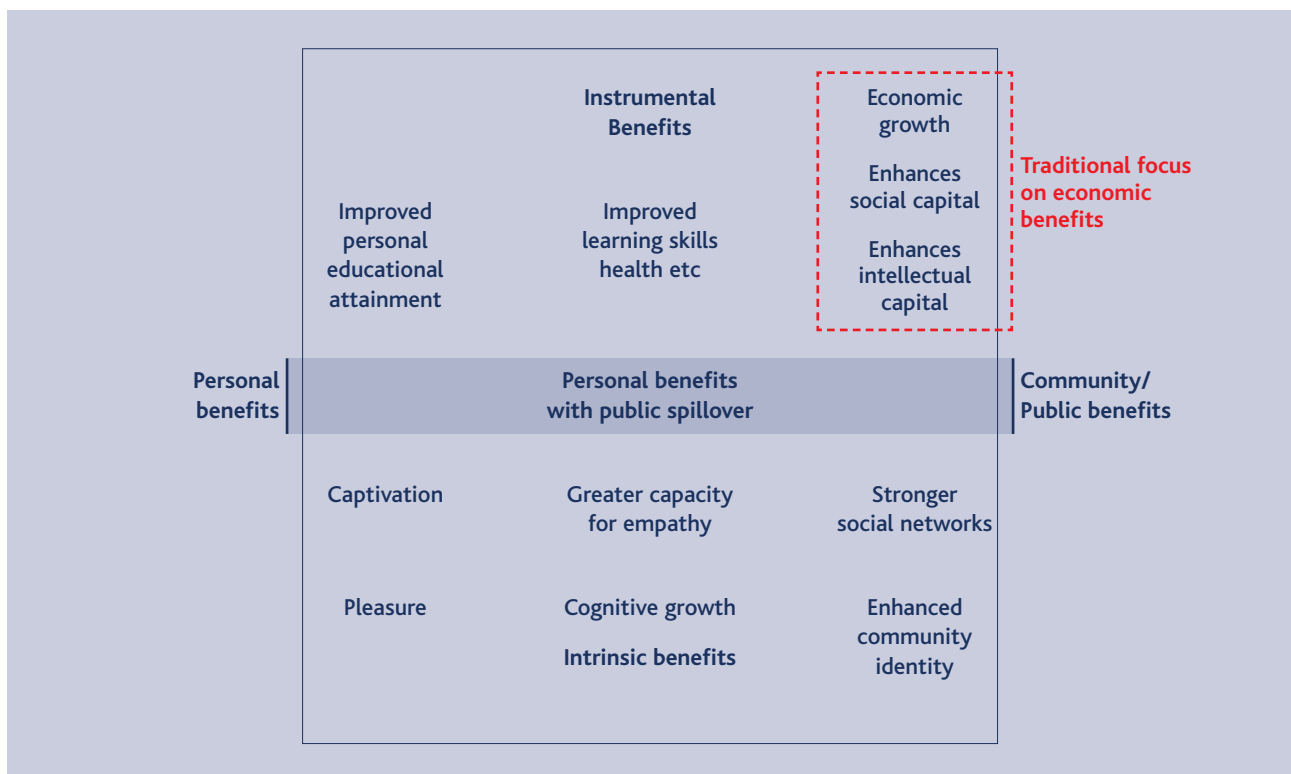 Instrumental
Benefits
Economic
growth
Enhances
social capital
Enhances
intellectual
capital
Traditional focus
on economic
benefits
Improved
personal
educational
attainment
Improved
learning skills
health etc
Personal
benefits
Personal benefits
with public spillover
Community/
Public benefits
Captivation
Greater capacity
for empathy
Stronger
social networks
Pleasure
Cognitive growth
Enhanced
community
identity
Intrinsic benefits